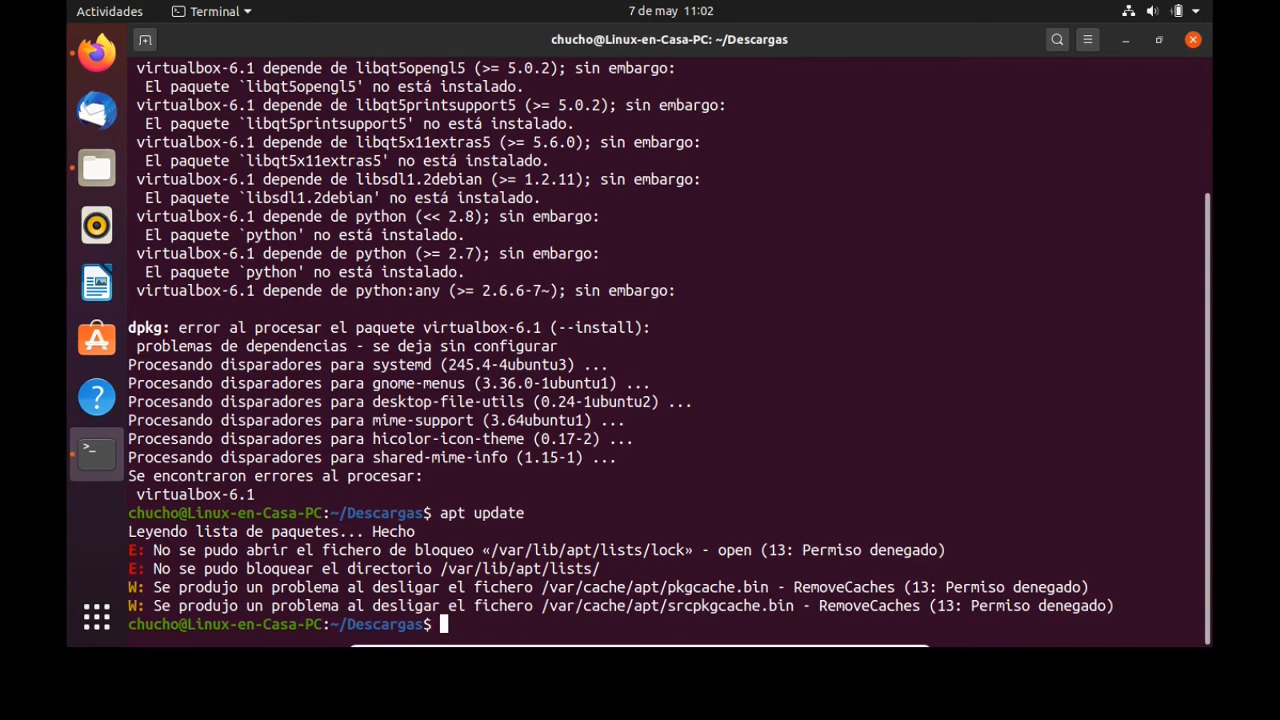 Actividades
Terminal
7 de may 11:02
chucho@Linux-en-Casa-PC: ~/Descargas
virtualbox-6.1 depende de libqt5opengl5 (>= 5.0.2); sin embargo:
El paquete `libqt5opengl5' no está instalado.
virtualbox-6.1 depende de libqt5printsupport5 (>= 5.0.2); sin embargo:
El paquete `libqt5printsupport5' no está instalado.
virtualbox-6.1 depende de libqt5x11extras5 (>= 5.6.0); sin embargo:
El paquete `libqt5x11extras5' no está instalado.
virtualbox-6.1 depende de libsdl1.2debian (>= 1.2.11); sin embargo:
El paquete `libsdl1.2debian' no está instalado.
virtualbox-6.1 depende de python (<< 2.8); sin embargo:
El paquete `python' no está instalado.
virtualbox-6.1 depende de python (>= 2.7); sin embargo:
El paquete `python' no está instalado.
virtualbox-6.1 depende de python:any (>= 2.6.6-7~); sin embargo:
dpkg: error al procesar el paquete virtualbox-6.1 (--install):
problemas de dependencias - se deja sin configurar
Procesando disparadores para systemd (245.4-4ubuntu3) ...
Procesando disparadores para gnome-menus (3.36.0-1ubuntu1) ...
Procesando disparadores para desktop-file-utils (0.24-1ubuntu2) ...
Procesando disparadores para mime-support (3.64ubuntu1) ...
Procesando disparadores para hicolor-icon-theme (0.17-2) ...
Procesando disparadores para shared-mime-info (1.15-1) ...
Se encontraron errores al procesar:
virtualbox-6.1
chucho@Linux-en-Casa-PC:~/Descargas$ apt update
Leyendo lista de paquetes... Hecho
E: No se pudo abrir el fichero de bloqueo «/var/lib/apt/lists/lock» - open (13: Permiso denegado)
E: No se pudo bloquear el directorio /var/lib/apt/lists/
W: Se produjo un problema al desligar el fichero /var/cache/apt/pkgcache.bin - RemoveCaches (13: Permiso denegado)
W: Se produjo un problema al desligar el fichero /var/cache/apt/srcpkgcache.bin - RemoveCaches (13: Permiso denegado)
chucho@Linux-en-Casa-PC:~/Descargas$